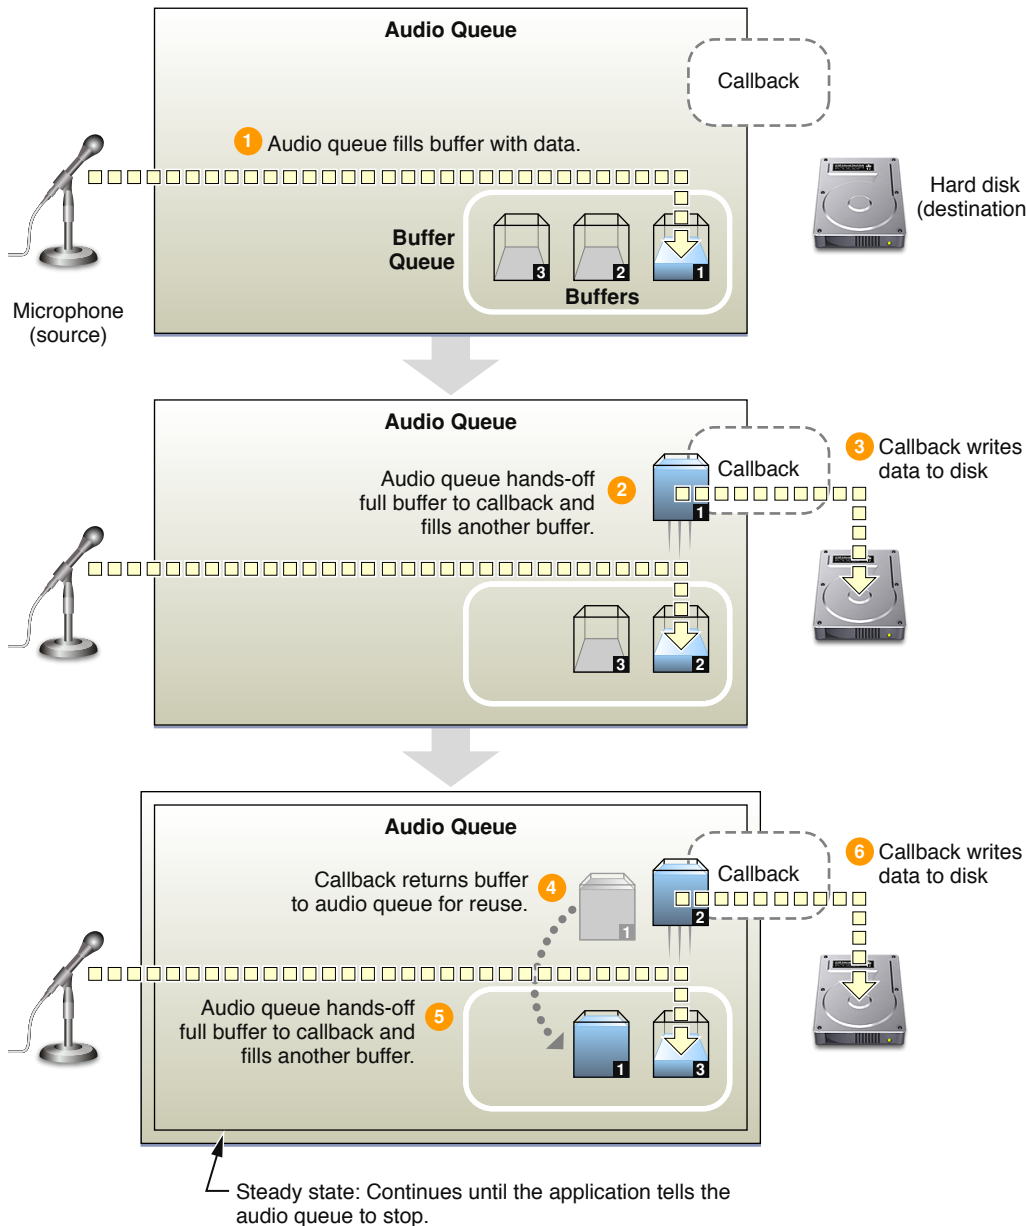 Audio Queue
Callback
1 Audio queue fills buffer with data.
Hard disk
(destination
Buffer
Queue
3
2
1
Buffers
Microphone
(source)
Audio Queue
Callback
3 Callback writes
data to disk
Audio queue hands-off
full buffer to callback and
fills another buffer.
2
1
3
2
Audio Queue
Callback
6 Callback writes
data to disk
Callback returns buffer
to audio queue for reuse.
4
1
2
Audio queue hands-off
full buffer to callback and
fills another buffer.
5
1
3
Steady state: Continues until the application tells the
audio queue to stop.